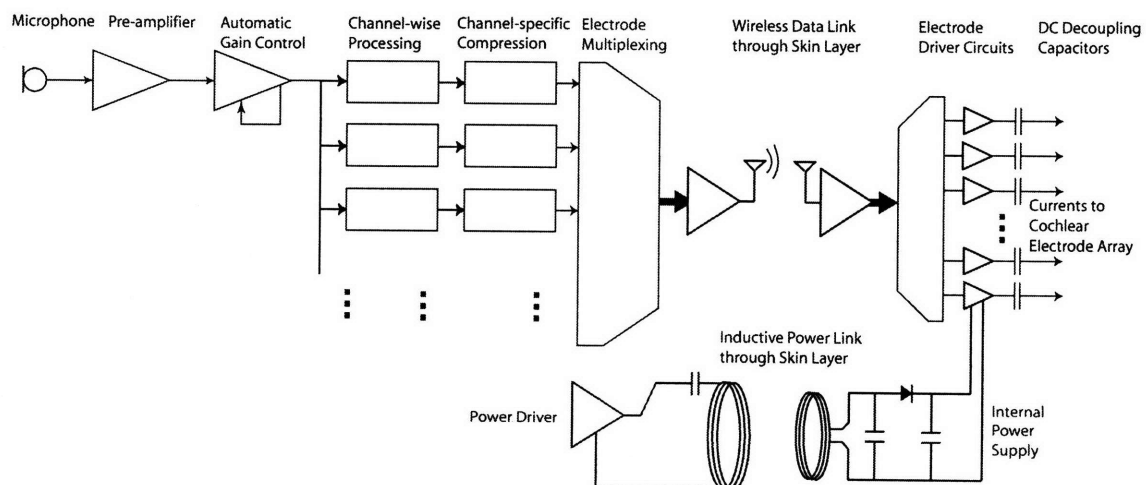 Microphone
Pre-amplifier
Automatic
Gain Control
Channel-wise
Processing
Channel-specific
Compression
Electrode
Multiplexing
Wireless Data Link
through Skin Layer
Electrode
Driver Circuits
DC Decoupling
Capacitors
Currents to
Cochlear
Electrode Array
Inductive Power Link
through Skin Layer
Power Driver
Internal
Power
Supply